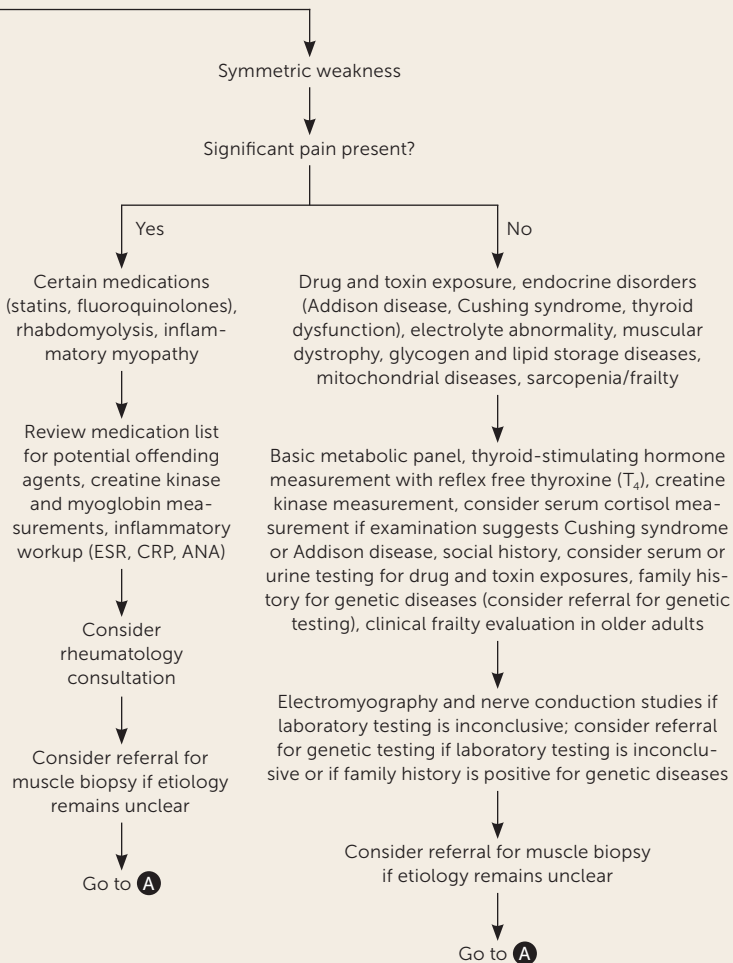 Symmetric weakness
Significant pain present?
Yes
Certain medications
(statins, fluoroquinolones),
rhabdomyolysis, inflam-
matory myopathy
Review medication list
for potential offending
agents, creatine kinase
and myoglobin mea-
surements, inflammatory
workup (ESR, CRP, ANA)
Consider
rheumatology
consultation
Consider referral for
muscle biopsy if etiology
remains unclear
Go to A
No
Drug and toxin exposure, endocrine disorders
(Addison disease, Cushing syndrome, thyroid
dysfunction), electrolyte abnormality, muscular
dystrophy, glycogen and lipid storage diseases,
mitochondrial diseases, sarcopenia/frailty
Basic metabolic panel, thyroid-stimulating hormone
measurement with reflex free thyroxine (T₄), creatine
kinase measurement, consider serum cortisol mea-
surement if examination suggests Cushing syndrome
or Addison disease, social history, consider serum or
urine testing for drug and toxin exposures, family his-
tory for genetic diseases (consider referral for genetic
testing), clinical frailty evaluation in older adults
Electromyography and nerve conduction studies if
laboratory testing is inconclusive; consider referral
for genetic testing if laboratory testing is inconclu-
sive or if family history is positive for genetic diseases
Consider referral for muscle biopsy
if etiology remains unclear
Go to A